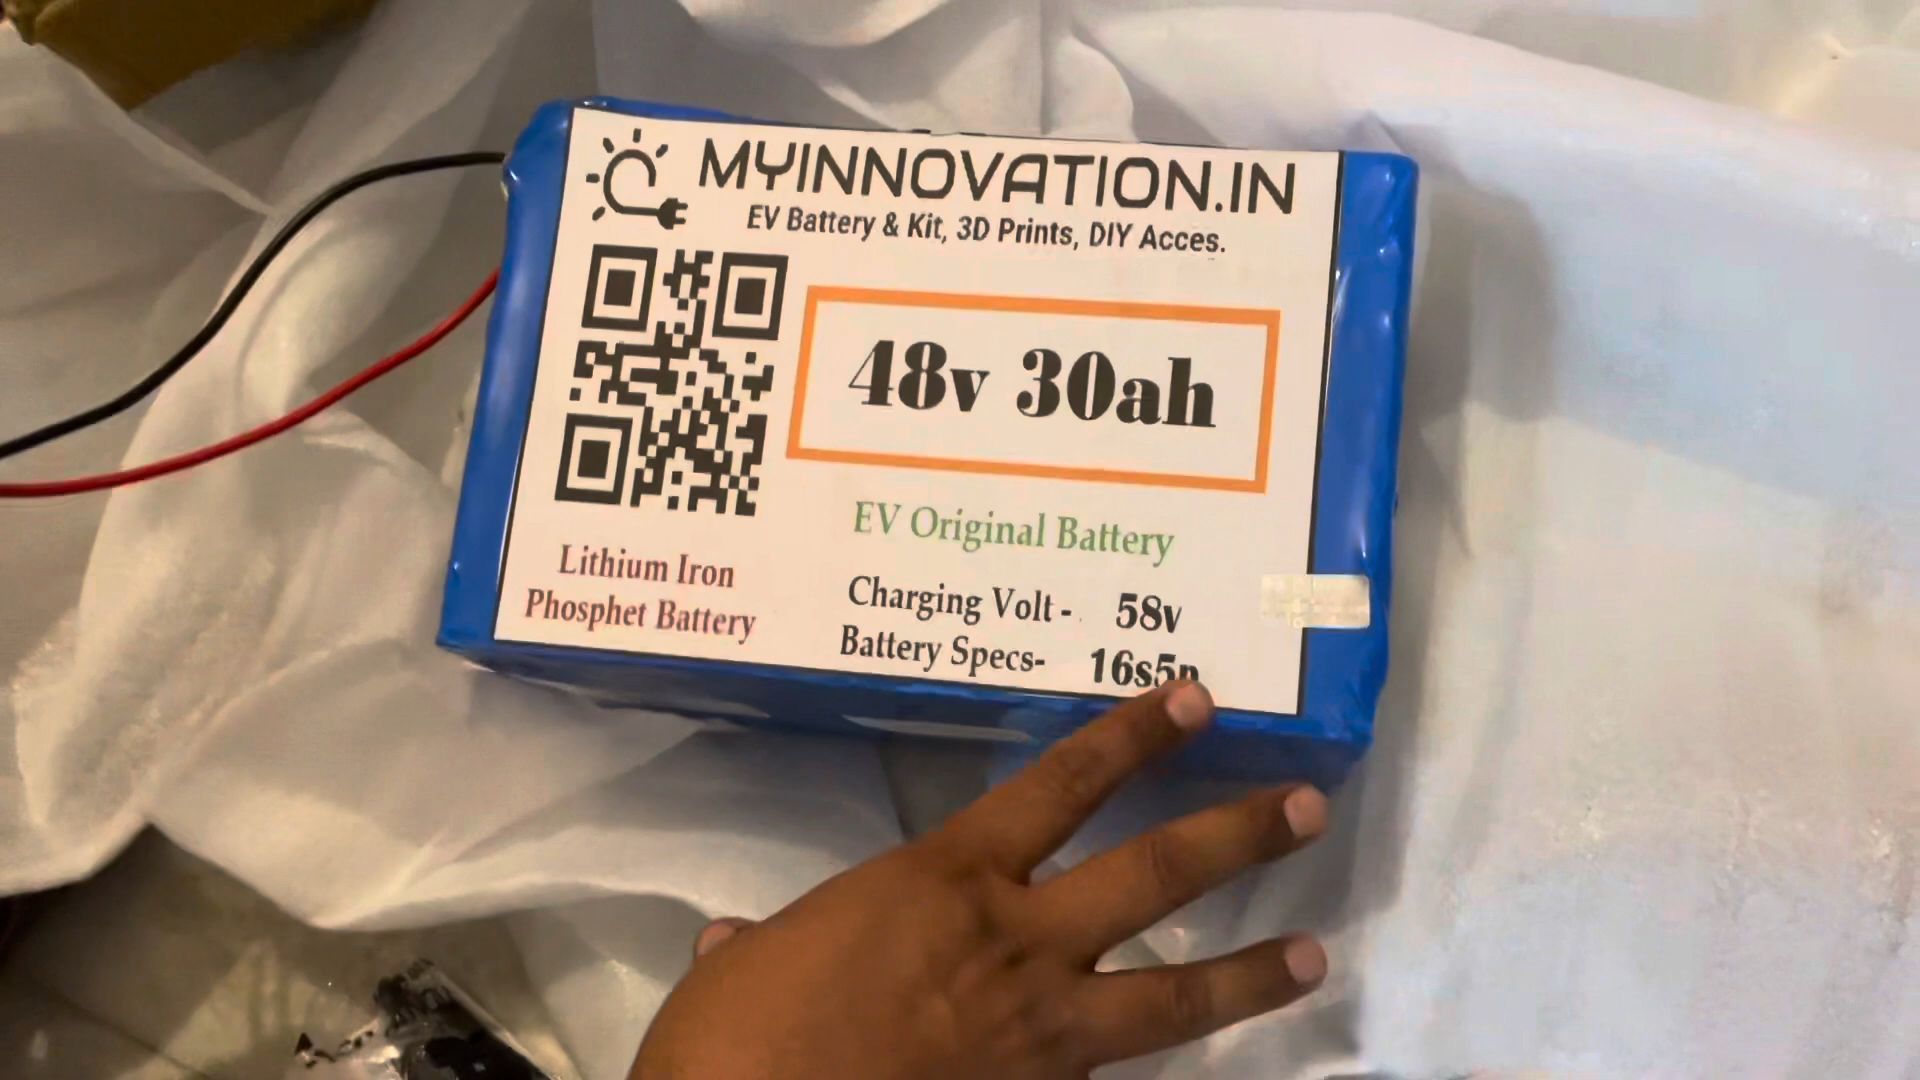 MYINNOVATION.IN
EV Battery & Kit, 3D Prints, DIY Acces.
48v 30ah
EV Original Battery
Lithium Iron
Phosphet Battery
Charging Volt - 58v
Battery Specs- 16s5p